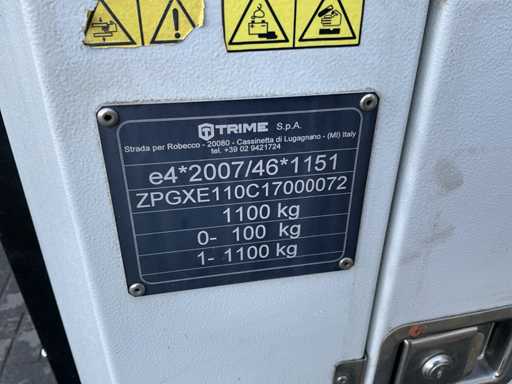 TRIME S.p.A.
Strada per Robecco - 20080 - Cassinetta di Lugagnano - (MI) Italy
tel. +39 02 9421724
e4*2007/46*1151
ZPGXE110C17000072
1100 kg
0- 100 kg
1- 1100 kg